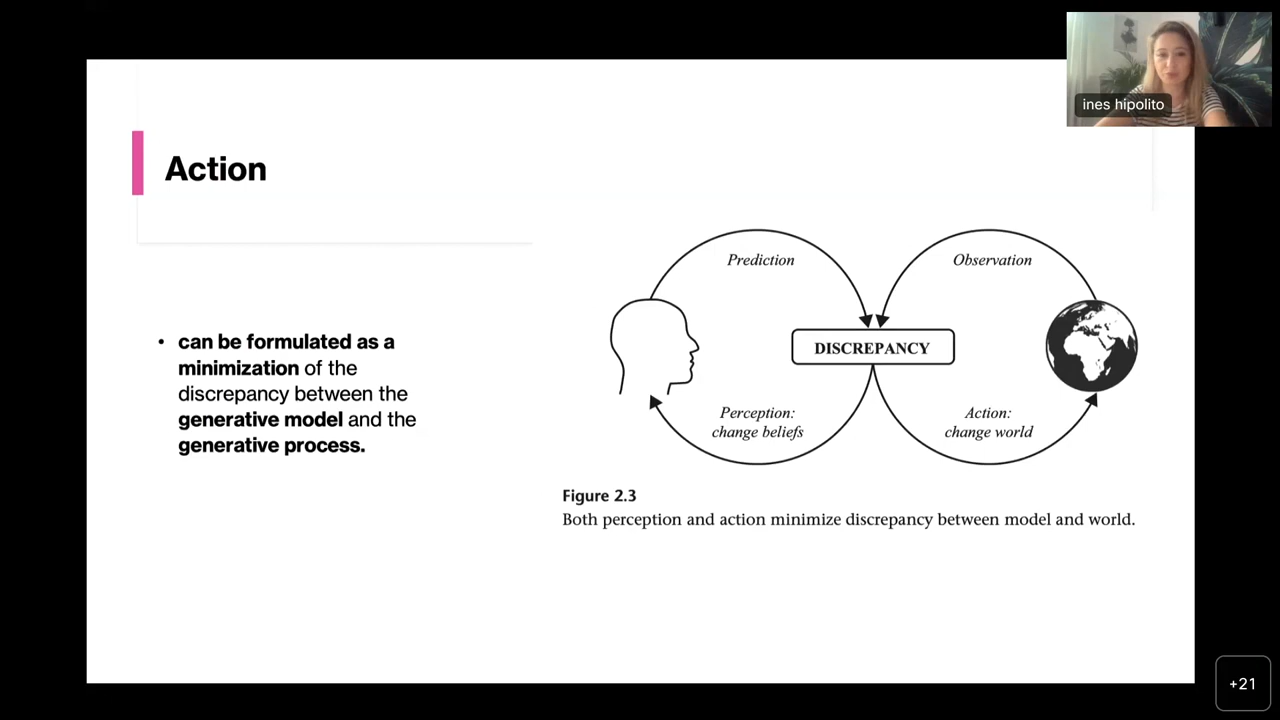 ines hipolito
Action
• can be formulated as a
minimization of the
discrepancy between the
generative model and the
generative process.
Prediction
Observation
DISCREPANCY
Perception:
change beliefs
Action:
change world
Figure 2.3
Both perception and action minimize discrepancy between model and world.
+21